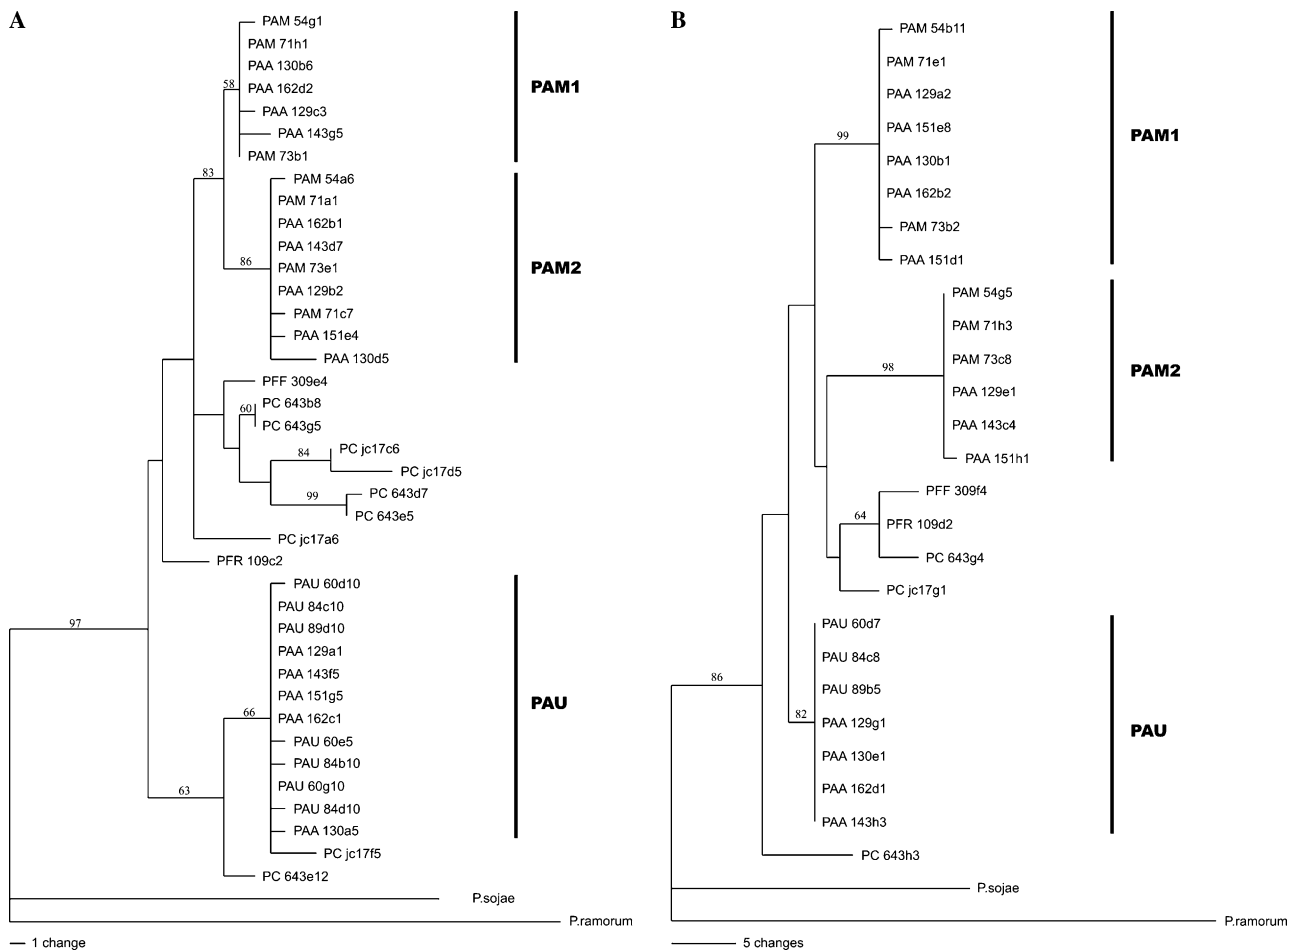 A
PAM 54g1
PAM 71h1
PAA 130b6
58
PAA 162d2
PAM1
PAA 129c3
PAA 143g5
PAM 73b1
83
PAM 54a6
PAM 71a1
PAA 162b1
PAA 143d7
86
PAM 73e1
PAM2
PAA 129b2
PAM 71c7
PAA 151e4
PAA 130d5
PFF 309e4
PC 643b8
60
PC 643g5
PC jc17c6
84
PC jc17d5
PC 643d7
99
PC 643e5
PC jc17a6
PFR 109c2
PAU 60d10
PAU 84c10
97
PAU 89d10
PAA 129a1
PAA 143f5
PAA 151g5
66
PAA 162c1
PAU
PAU 60e5
PAU 84b10
63
PAU 60g10
PAU 84d10
PAA 130a5
PC jc17f5
PC 643e12
P.sojae
P.ramorum
1 change
B
PAM 54b11
PAM 71e1
PAA 129a2
PAA 151e8
99
PAM1
PAA 130b1
PAA 162b2
PAM 73b2
PAA 151d1
PAM 54g5
PAM 71h3
PAM 73c8
98
PAM2
PAA 129e1
PAA 143c4
PAA 151h1
PFF 309f4
64
PFR 109d2
PC 643g4
PC jc17g1
PAU 60d7
PAU 84c8
86
PAU 89b5
82
PAA 129g1
PAU
PAA 130e1
PAA 162d1
PAA 143h3
PC 643h3
P.sojae
P.ramorum
5 changes